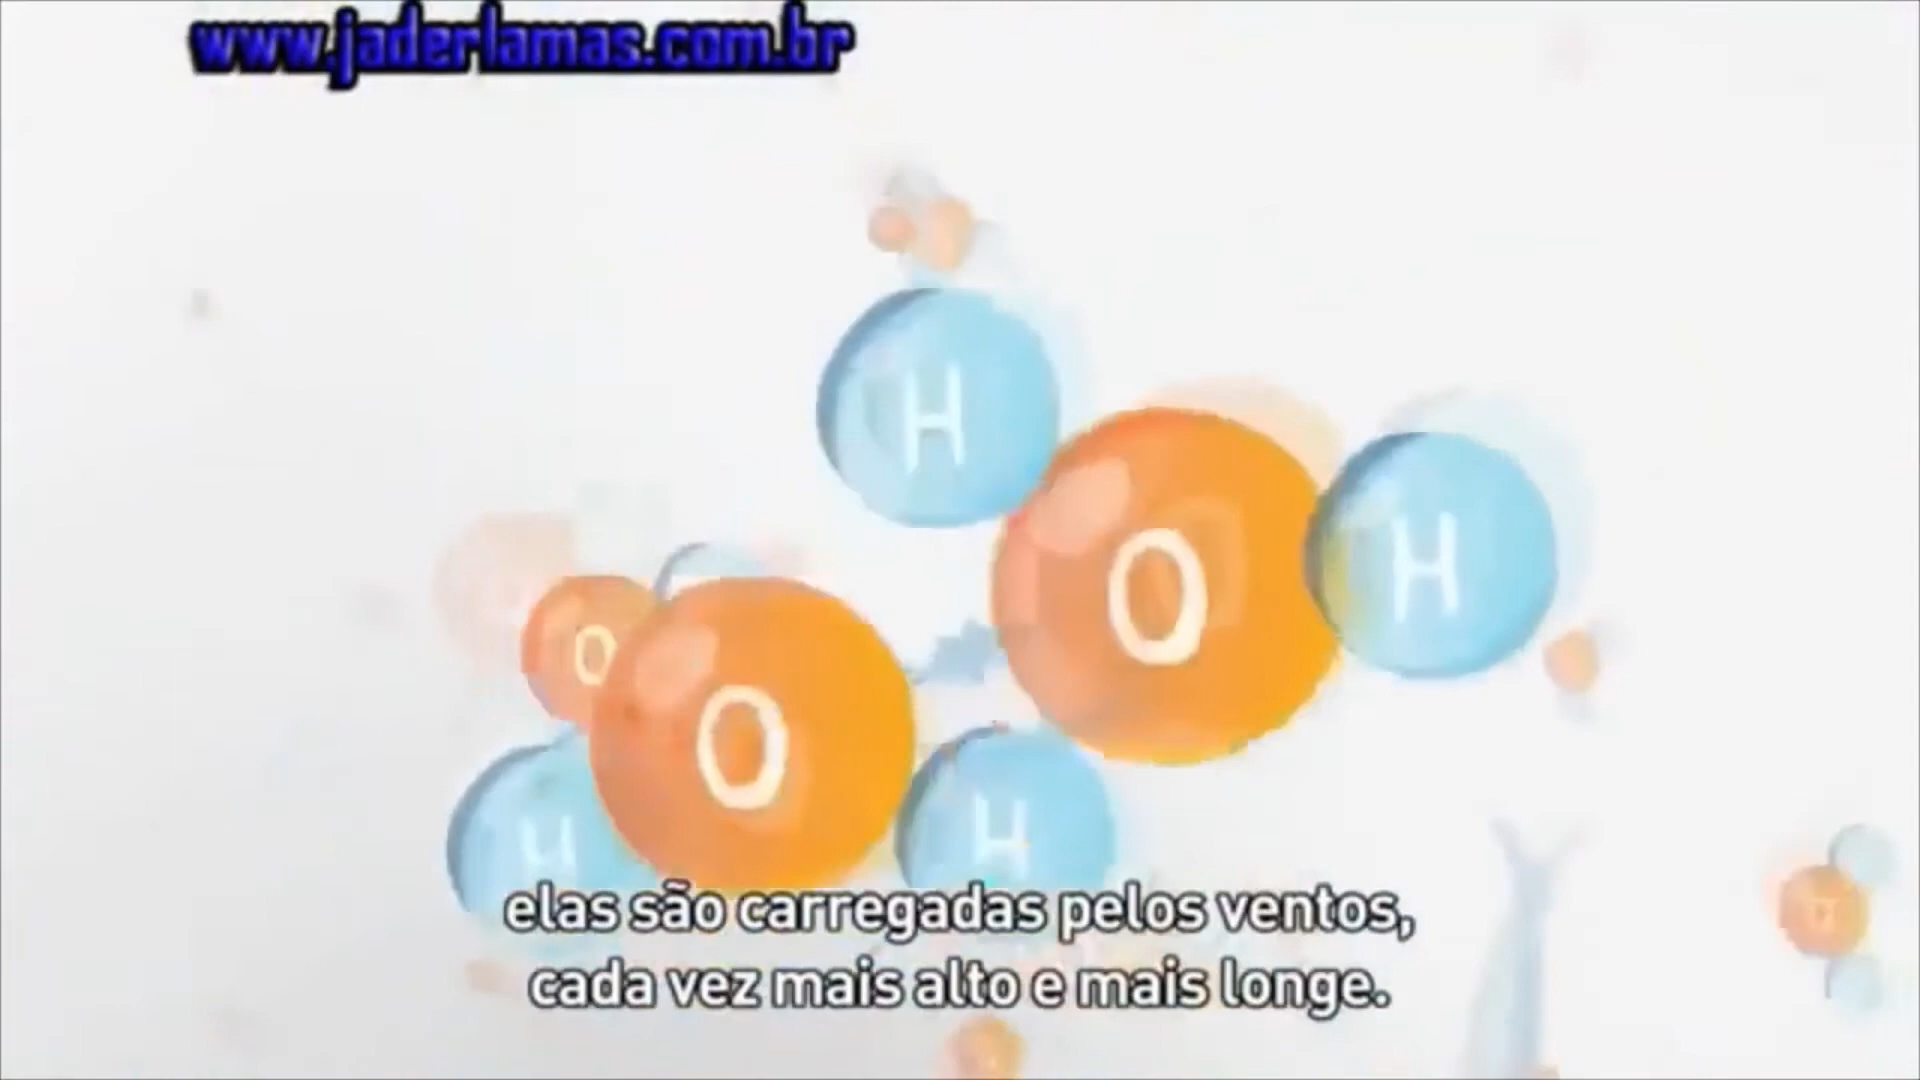 www.jaderlamas.com.br
H
O
H
O
O
H
H
elas são carregadas pelos ventos,
cada vez mais alto e mais longe.